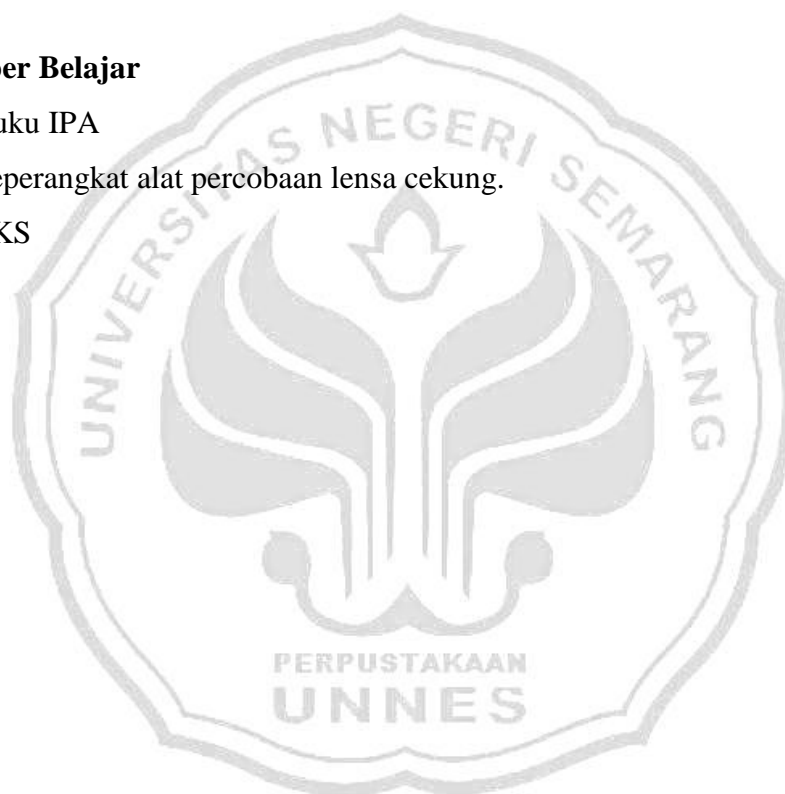 ber Belajar
uku IPA
eperangkat alat percobaan lensa cekung.
KS
UNIVERSITAS NEGERI SEMARANG
PERPUSTAKAAN
UNNES